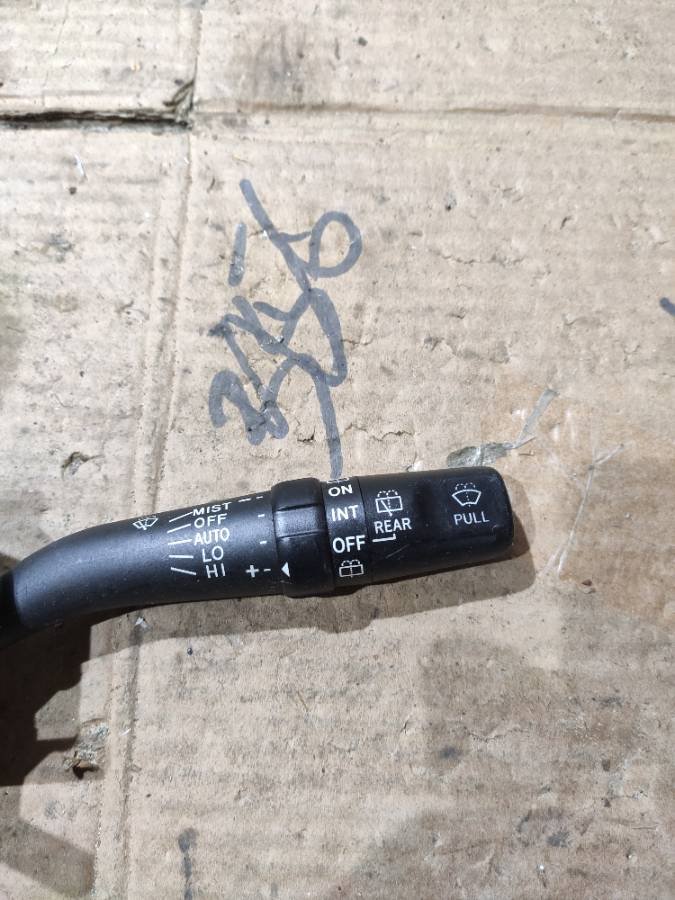 MIST
OFF
AUTO
LO
HI
+
-
ON
INT
OFF
REAR
PULL